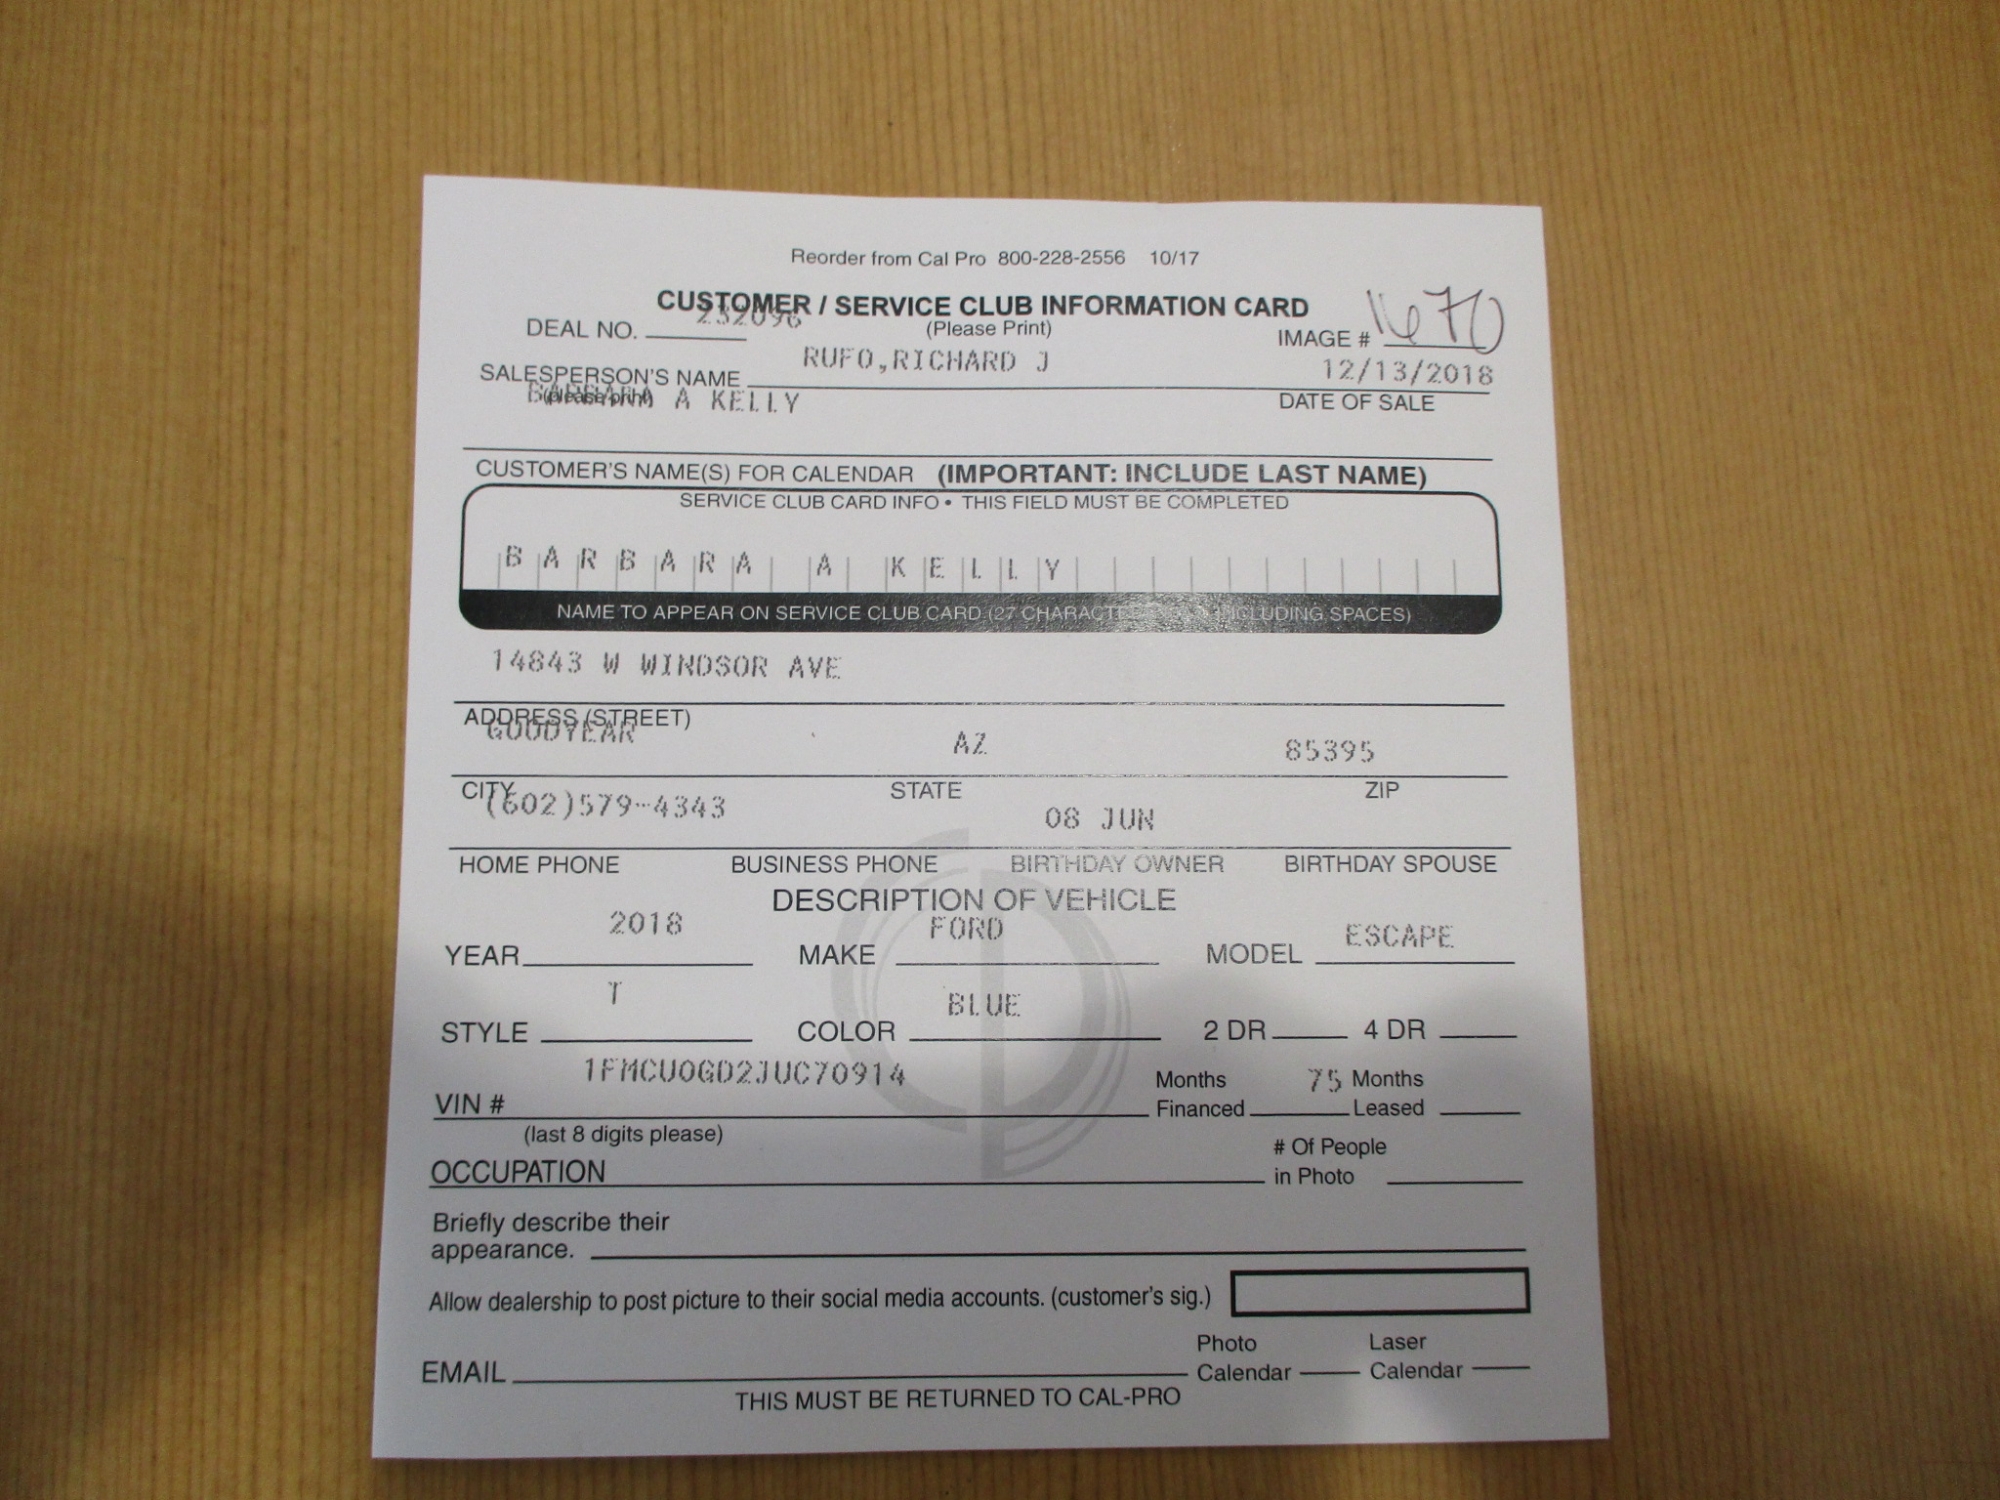 Reorder from Cal Pro 800-228-2556 10/17
CUSTOMER / SERVICE CLUB INFORMATION CARD
DEAL NO. 232096 (Please Print) IMAGE # 1670
SALESPERSON'S NAME RUFO,RICHARD J 12/13/2018
(please print) BARBARA A KELLY DATE OF SALE
CUSTOMER'S NAME(S) FOR CALENDAR (IMPORTANT: INCLUDE LAST NAME)
SERVICE CLUB CARD INFO • THIS FIELD MUST BE COMPLETED
BARBARA A KELLY
NAME TO APPEAR ON SERVICE CLUB CARD (27 CHARACTERS INCLUDING SPACES)
14843 W WINDSOR AVE
ADDRESS (STREET)
GOODYEAR AZ 85395
CITY STATE ZIP
(602)579-4343 08 JUN
HOME PHONE BUSINESS PHONE BIRTHDAY OWNER BIRTHDAY SPOUSE
DESCRIPTION OF VEHICLE
YEAR 2018 MAKE FORD MODEL ESCAPE
STYLE T COLOR BLUE 2 DR 4 DR
VIN # 1FMCU0GD2JUC70914 Months Financed 75 Months Leased
(last 8 digits please)
OCCUPATION # Of People in Photo
Briefly describe their
appearance.
Allow dealership to post picture to their social media accounts. (customer's sig.)
EMAIL Photo Calendar Laser Calendar
THIS MUST BE RETURNED TO CAL-PRO